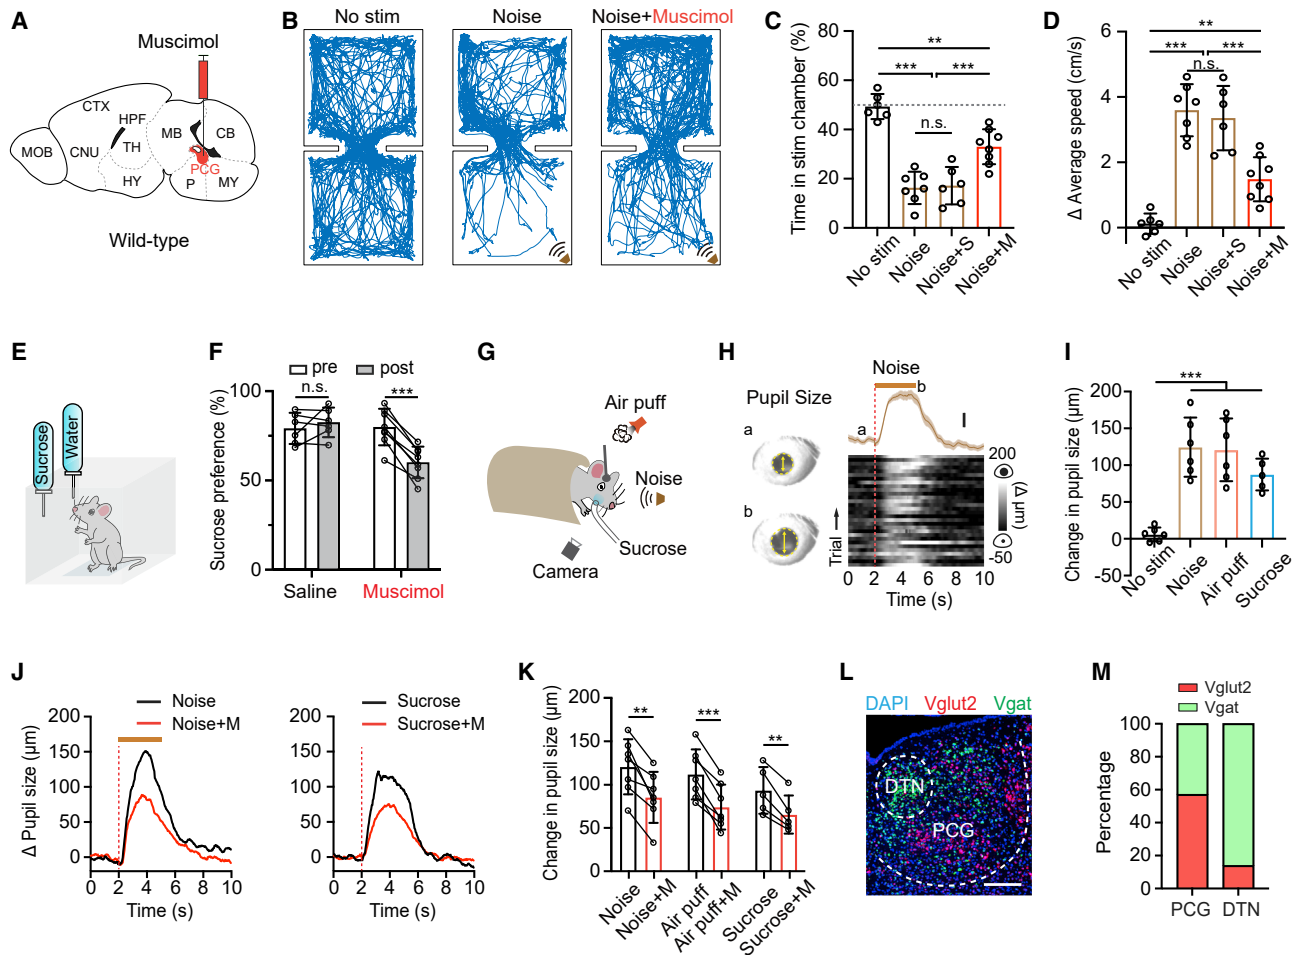 A
Muscimol
CTX
HPF
MB
CB
MOB
CNU
TH
PCG
HY
P
MY
Wild-type
B
No stim
Noise
Noise+Muscimol
C
Time in stim chamber (%)
80
60
40
20
0
**
***
***
n.s.
No stim
Noise
Noise+S
Noise+M
D
Δ Average speed (cm/s)
6
4
2
0
**
***
***
n.s.
No stim
Noise
Noise+S
Noise+M
E
Sucrose
Water
F
pre
post
Sucrose preference (%)
100
50
0
n.s.
***
Saline
Muscimol
G
Air puff
Noise
Sucrose
Camera
H
Pupil Size
a
b
Noise
a
b
Trial
200
(Δ µm)
-50
0
2
4
6
8
10
Time (s)
I
Change in pupil size (µm)
200
150
100
50
0
-50
***
No stim
Noise
Air puff
Sucrose
J
Δ Pupil size (µm)
Noise
Noise+M
200
150
100
50
0
0
2
4
6
8
10
Time (s)
Sucrose
Sucrose+M
200
150
100
50
0
0
2
4
6
8
10
Time (s)
K
Change in pupil size (µm)
200
150
100
50
0
**
***
**
Noise
Noise+M
Air puff
Air puff+M
Sucrose
Sucrose+M
L
DAPI Vglut2 Vgat
DTN
PCG
M
Vglut2
Vgat
Percentage
100
80
60
40
20
0
PCG
DTN